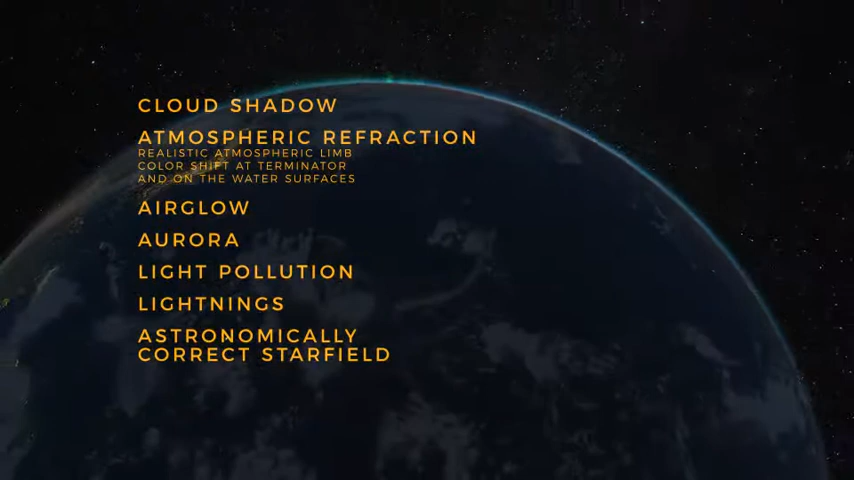 CLOUD SHADOW
ATMOSPHERIC REFRACTION
REALISTIC ATMOSPHERIC LIMB
COLOR SHIFT AT TERMINATOR
AND ON THE WATER SURFACES
AIRGLOW
AURORA
LIGHT POLLUTION
LIGHTNINGS
ASTRONOMICALLY
CORRECT STARFIELD